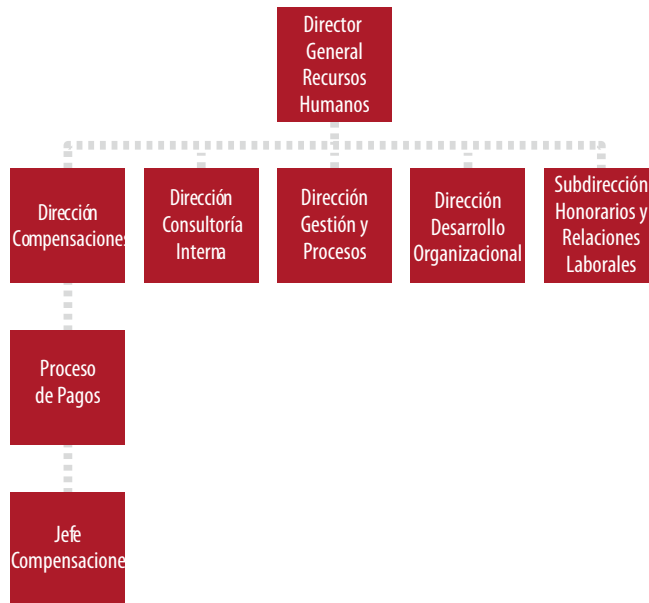 Director
General
Recursos
Humanos
Dirección
Compensaciones
Dirección
Consultoría
Interna
Dirección
Gestión y
Procesos
Dirección
Desarrollo
Organizacional
Subdirección
Honorarios y
Relaciones
Laborales
Proceso
de Pagos
Jefe
Compensacione